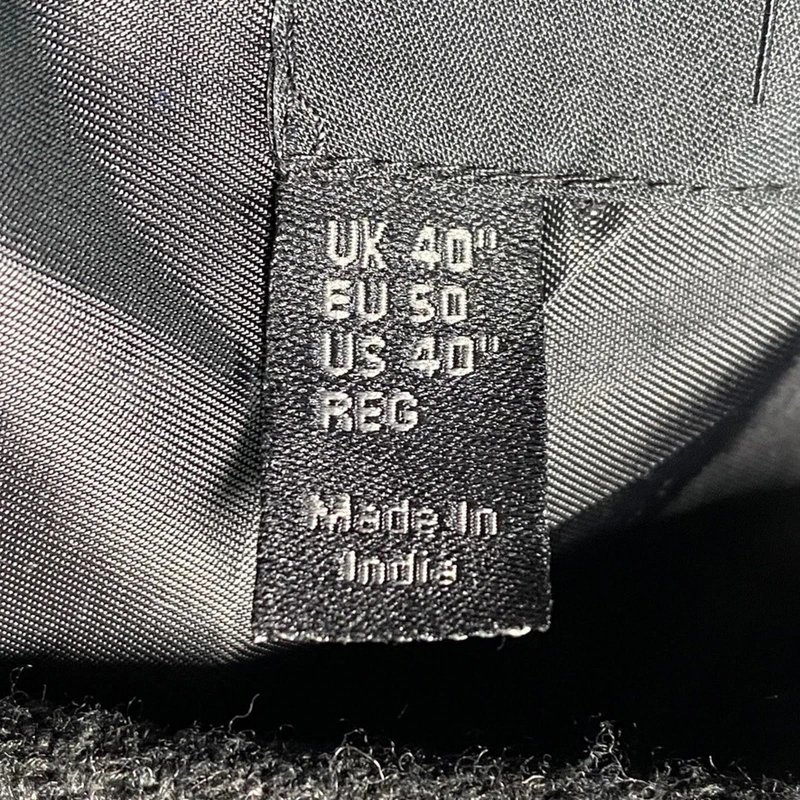 UK 40"
EU 50
US 40"
REG
Made In
India